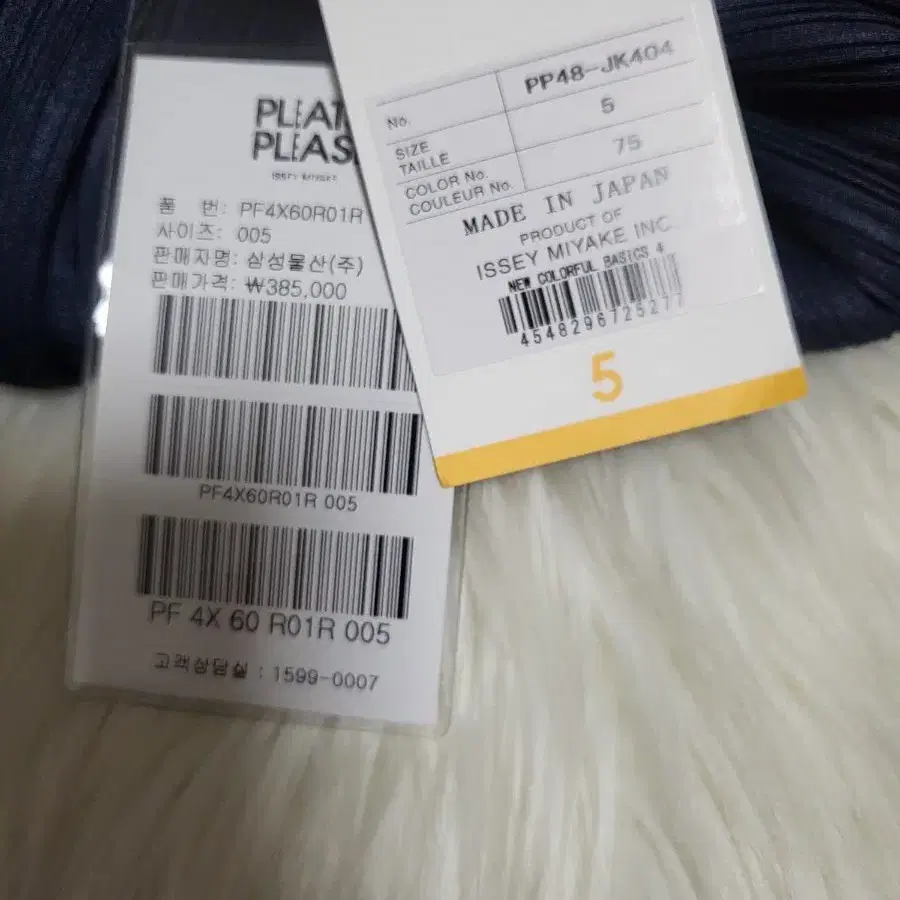 PLEAT
PLEAS
ISSEY MIYAKE
품 번: PF4X60R01R
사이즈: 005
판매자명: 삼성물산(주)
판매가격: ₩385,000
PF4X60R01R 005
PF 4X 60 R01R 005
고객상담실 : 1599-0007
No. PP48-JK404
SIZE
TAILLE 5
COLOR No.
COULEUR No. 75
MADE IN JAPAN
PRODUCT OF
ISSEY MIYAKE INC.
NEW COLORFUL BASICS 4
4548296725277
5